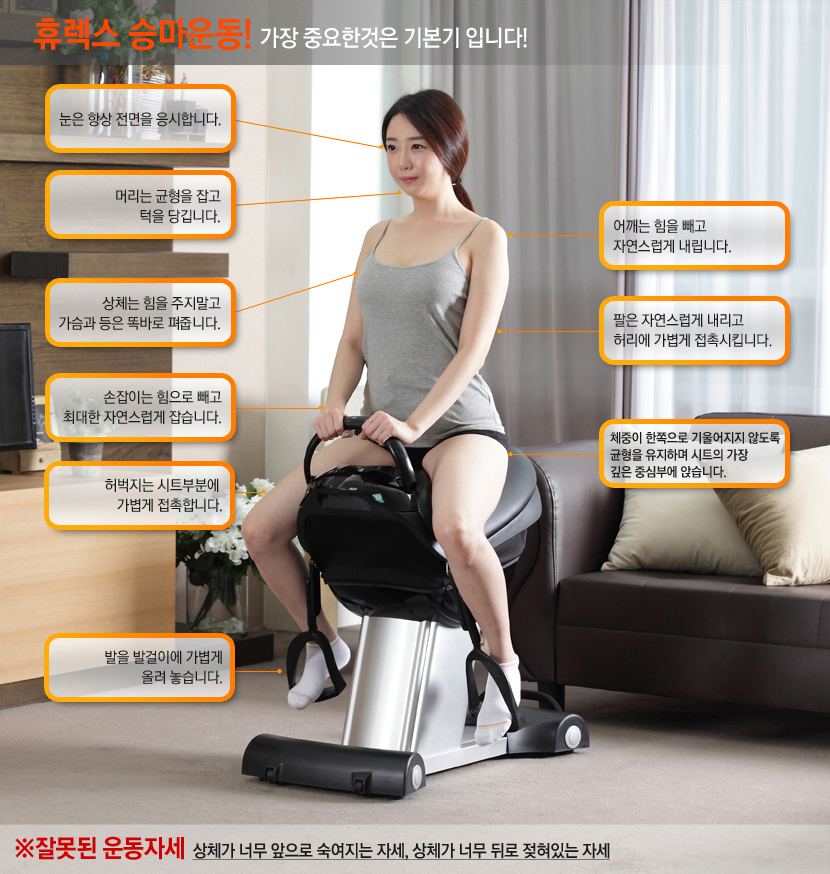 휴렉스 승마운동! 가장 중요한것은 기본기 입니다!
눈은 항상 전면을 응시합니다.
머리는 균형을 잡고
턱을 당깁니다.
상체는 힘을 주지말고
가슴과 등은 똑바로 펴줍니다.
손잡이는 힘으로 빼고
최대한 자연스럽게 잡습니다.
허벅지는 시트부분에
가볍게 접촉합니다.
발을 발걸이에 가볍게
올려 놓습니다.
어깨는 힘을 빼고
자연스럽게 내립니다.
팔은 자연스럽게 내리고
허리에 가볍게 접촉시킵니다.
체중이 한쪽으로 기울어지지 않도록
균형을 유지하며 시트의 가장
깊은 중심부에 앉습니다.
※잘못된 운동자세 상체가 너무 앞으로 숙여지는 자세, 상체가 너무 뒤로 젖혀있는 자세